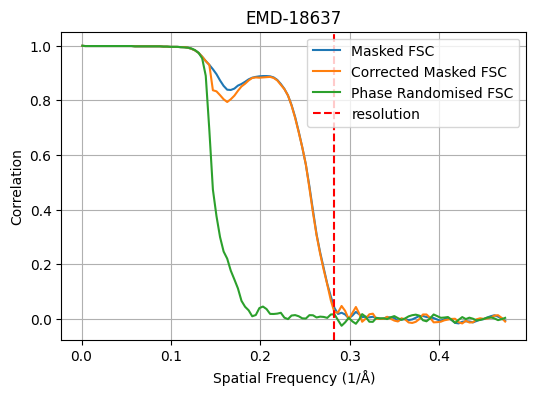 EMD-18637
Masked FSC
Corrected Masked FSC
Phase Randomised FSC
resolution
Correlation
1.0
0.8
0.6
0.4
0.2
0.0
0.0 0.1 0.2 0.3 0.4
Spatial Frequency (1/Å)